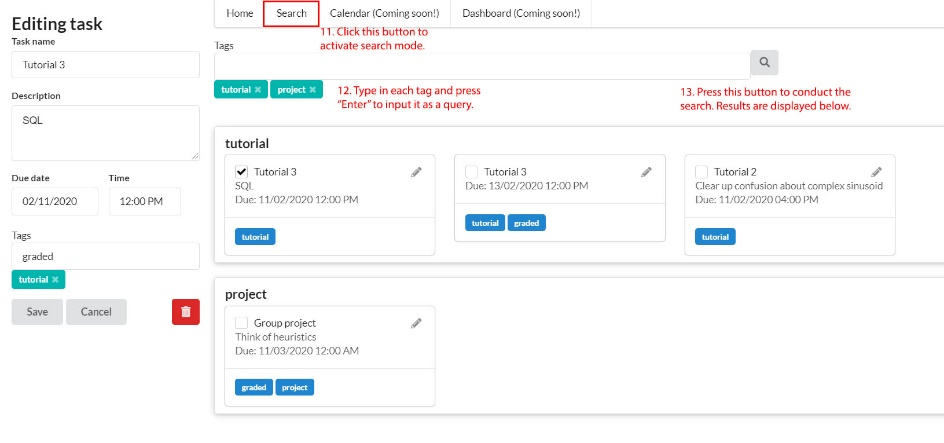 Editing task
Task name
Tutorial 3
Description
SQL
Due date Time
02/11/2020 12:00 PM
Tags
graded
tutorial ×
Save Cancel
Home Search Calendar (Coming soon!) Dashboard (Coming soon!)
11. Click this button to
activate search mode.
Tags
tutorial × project ×
12. Type in each tag and press
"Enter" to input it as a query.
13. Press this button to conduct the
search. Results are displayed below.
tutorial
Tutorial 3
SQL
Due: 11/02/2020 12:00 PM
tutorial
Tutorial 3
Due: 13/02/2020 12:00 PM
tutorial graded
Tutorial 2
Clear up confusion about complex sinusoid
Due: 11/02/2020 04:00 PM
tutorial
project
Group project
Think of heuristics
Due: 11/03/2020 12:00 AM
graded project